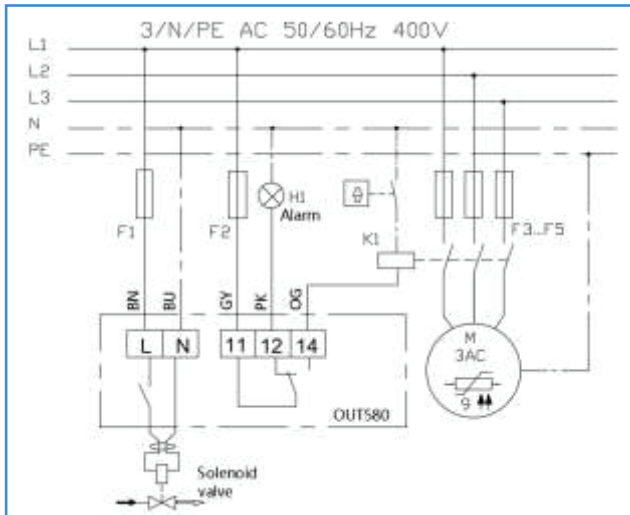 3/N/PE AC 50/60Hz 400V
L1
L2
L3
N
PE
F1
F2
H1
Alarm
K1
F3...F5
BN
BU
GY
PK
OG
L N 11 12 14
M
3AC
OUT580
Solenoid
valve